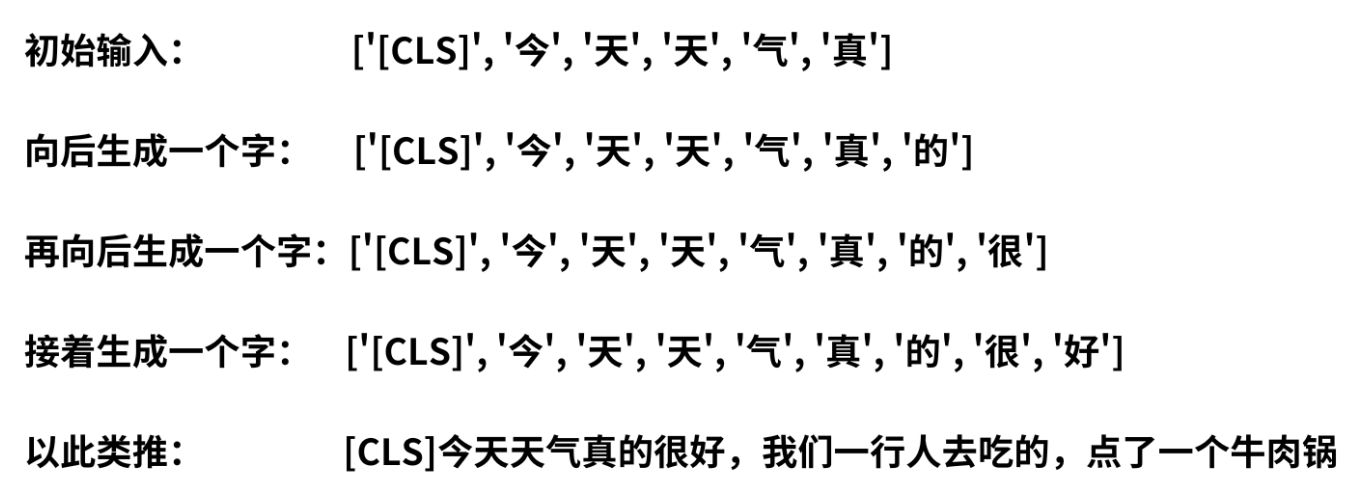 初始输入： ['[CLS]', '今', '天', '天', '气', '真']
向后生成一个字： ['[CLS]', '今', '天', '天', '气', '真', '的']
再向后生成一个字：['[CLS]', '今', '天', '天', '气', '真', '的', '很']
接着生成一个字： ['[CLS]', '今', '天', '天', '气', '真', '的', '很', '好']
以此类推： [CLS]今天天气真的很好，我们一行人去吃的，点了一个牛肉锅